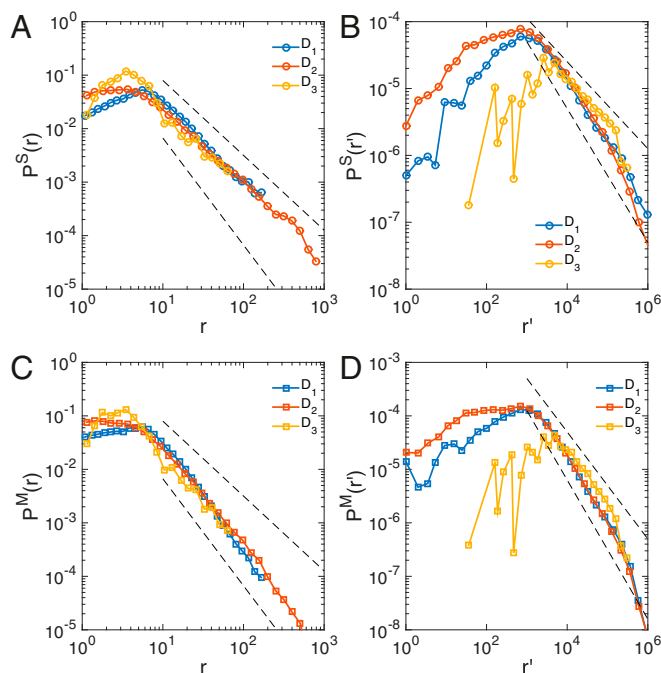 A
10^0
10^-1
10^-2
10^-3
10^-4
10^-5
P^S(r)
D_1
D_2
D_3
10^0
10^1
10^2
10^3
r
B
10^-4
10^-5
10^-6
10^-7
10^-8
P^S(r')
D_1
D_2
D_3
10^0
10^2
10^4
10^6
r'
C
10^0
10^-1
10^-2
10^-3
10^-4
10^-5
P^M(r)
D_1
D_2
D_3
10^0
10^1
10^2
10^3
r
D
10^-3
10^-4
10^-5
10^-6
10^-7
10^-8
P^M(r')
D_1
D_2
D_3
10^0
10^2
10^4
10^6
r'